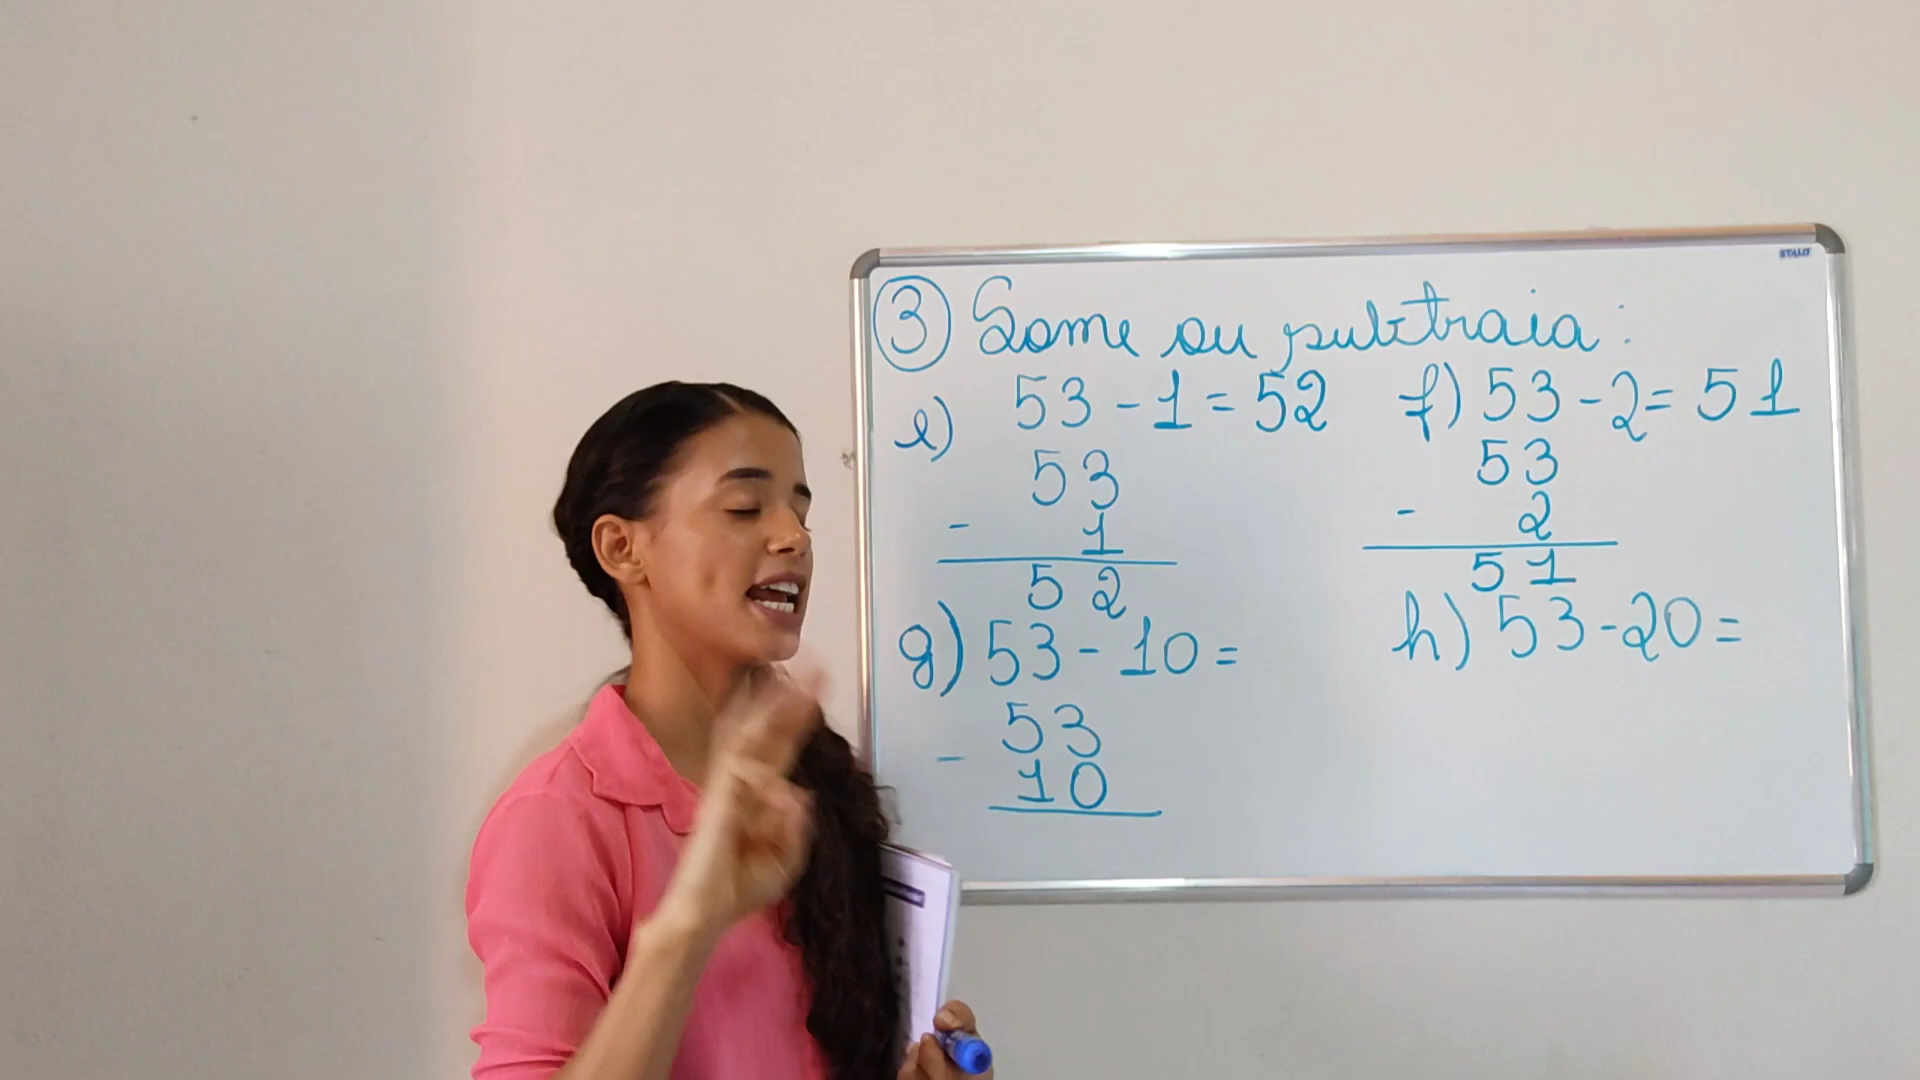 STALO
③ Some ou subtraia:
e) 53 - 1 = 52
53
- 1
52
f) 53 - 2 = 51
53
- 2
51
g) 53 - 10 =
53
- 10
h) 53 - 20 =